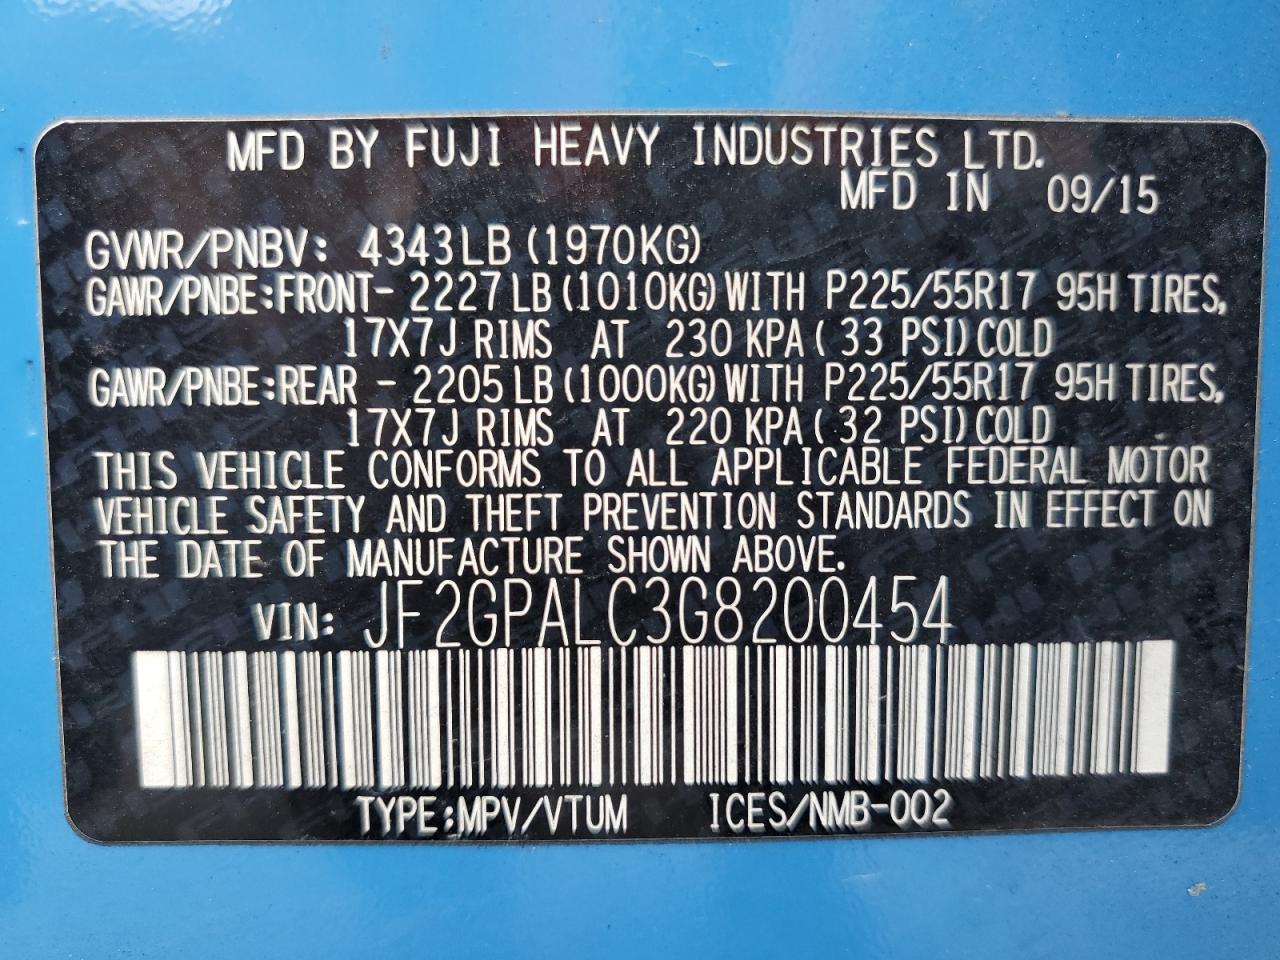 MFD BY FUJI HEAVY INDUSTRIES LTD.
MFD IN 09/15
GVWR/PNBV: 4343LB (1970KG)
GAWR/PNBE:FRONT- 2227LB (1010KG) WITH P225/55R17 95H TIRES,
17X7J RIMS AT 230 KPA ( 33 PSI) COLD
GAWR/PNBE:REAR - 2205LB (1000KG) WITH P225/55R17 95H TIRES,
17X7J RIMS AT 220 KPA ( 32 PSI) COLD
THIS VEHICLE CONFORMS TO ALL APPLICABLE FEDERAL MOTOR
VEHICLE SAFETY AND THEFT PREVENTION STANDARDS IN EFFECT ON
THE DATE OF MANUFACTURE SHOWN ABOVE.
VIN: JF2GPALC3G8200454
TYPE:MPV/VTUM ICES/NMB-002